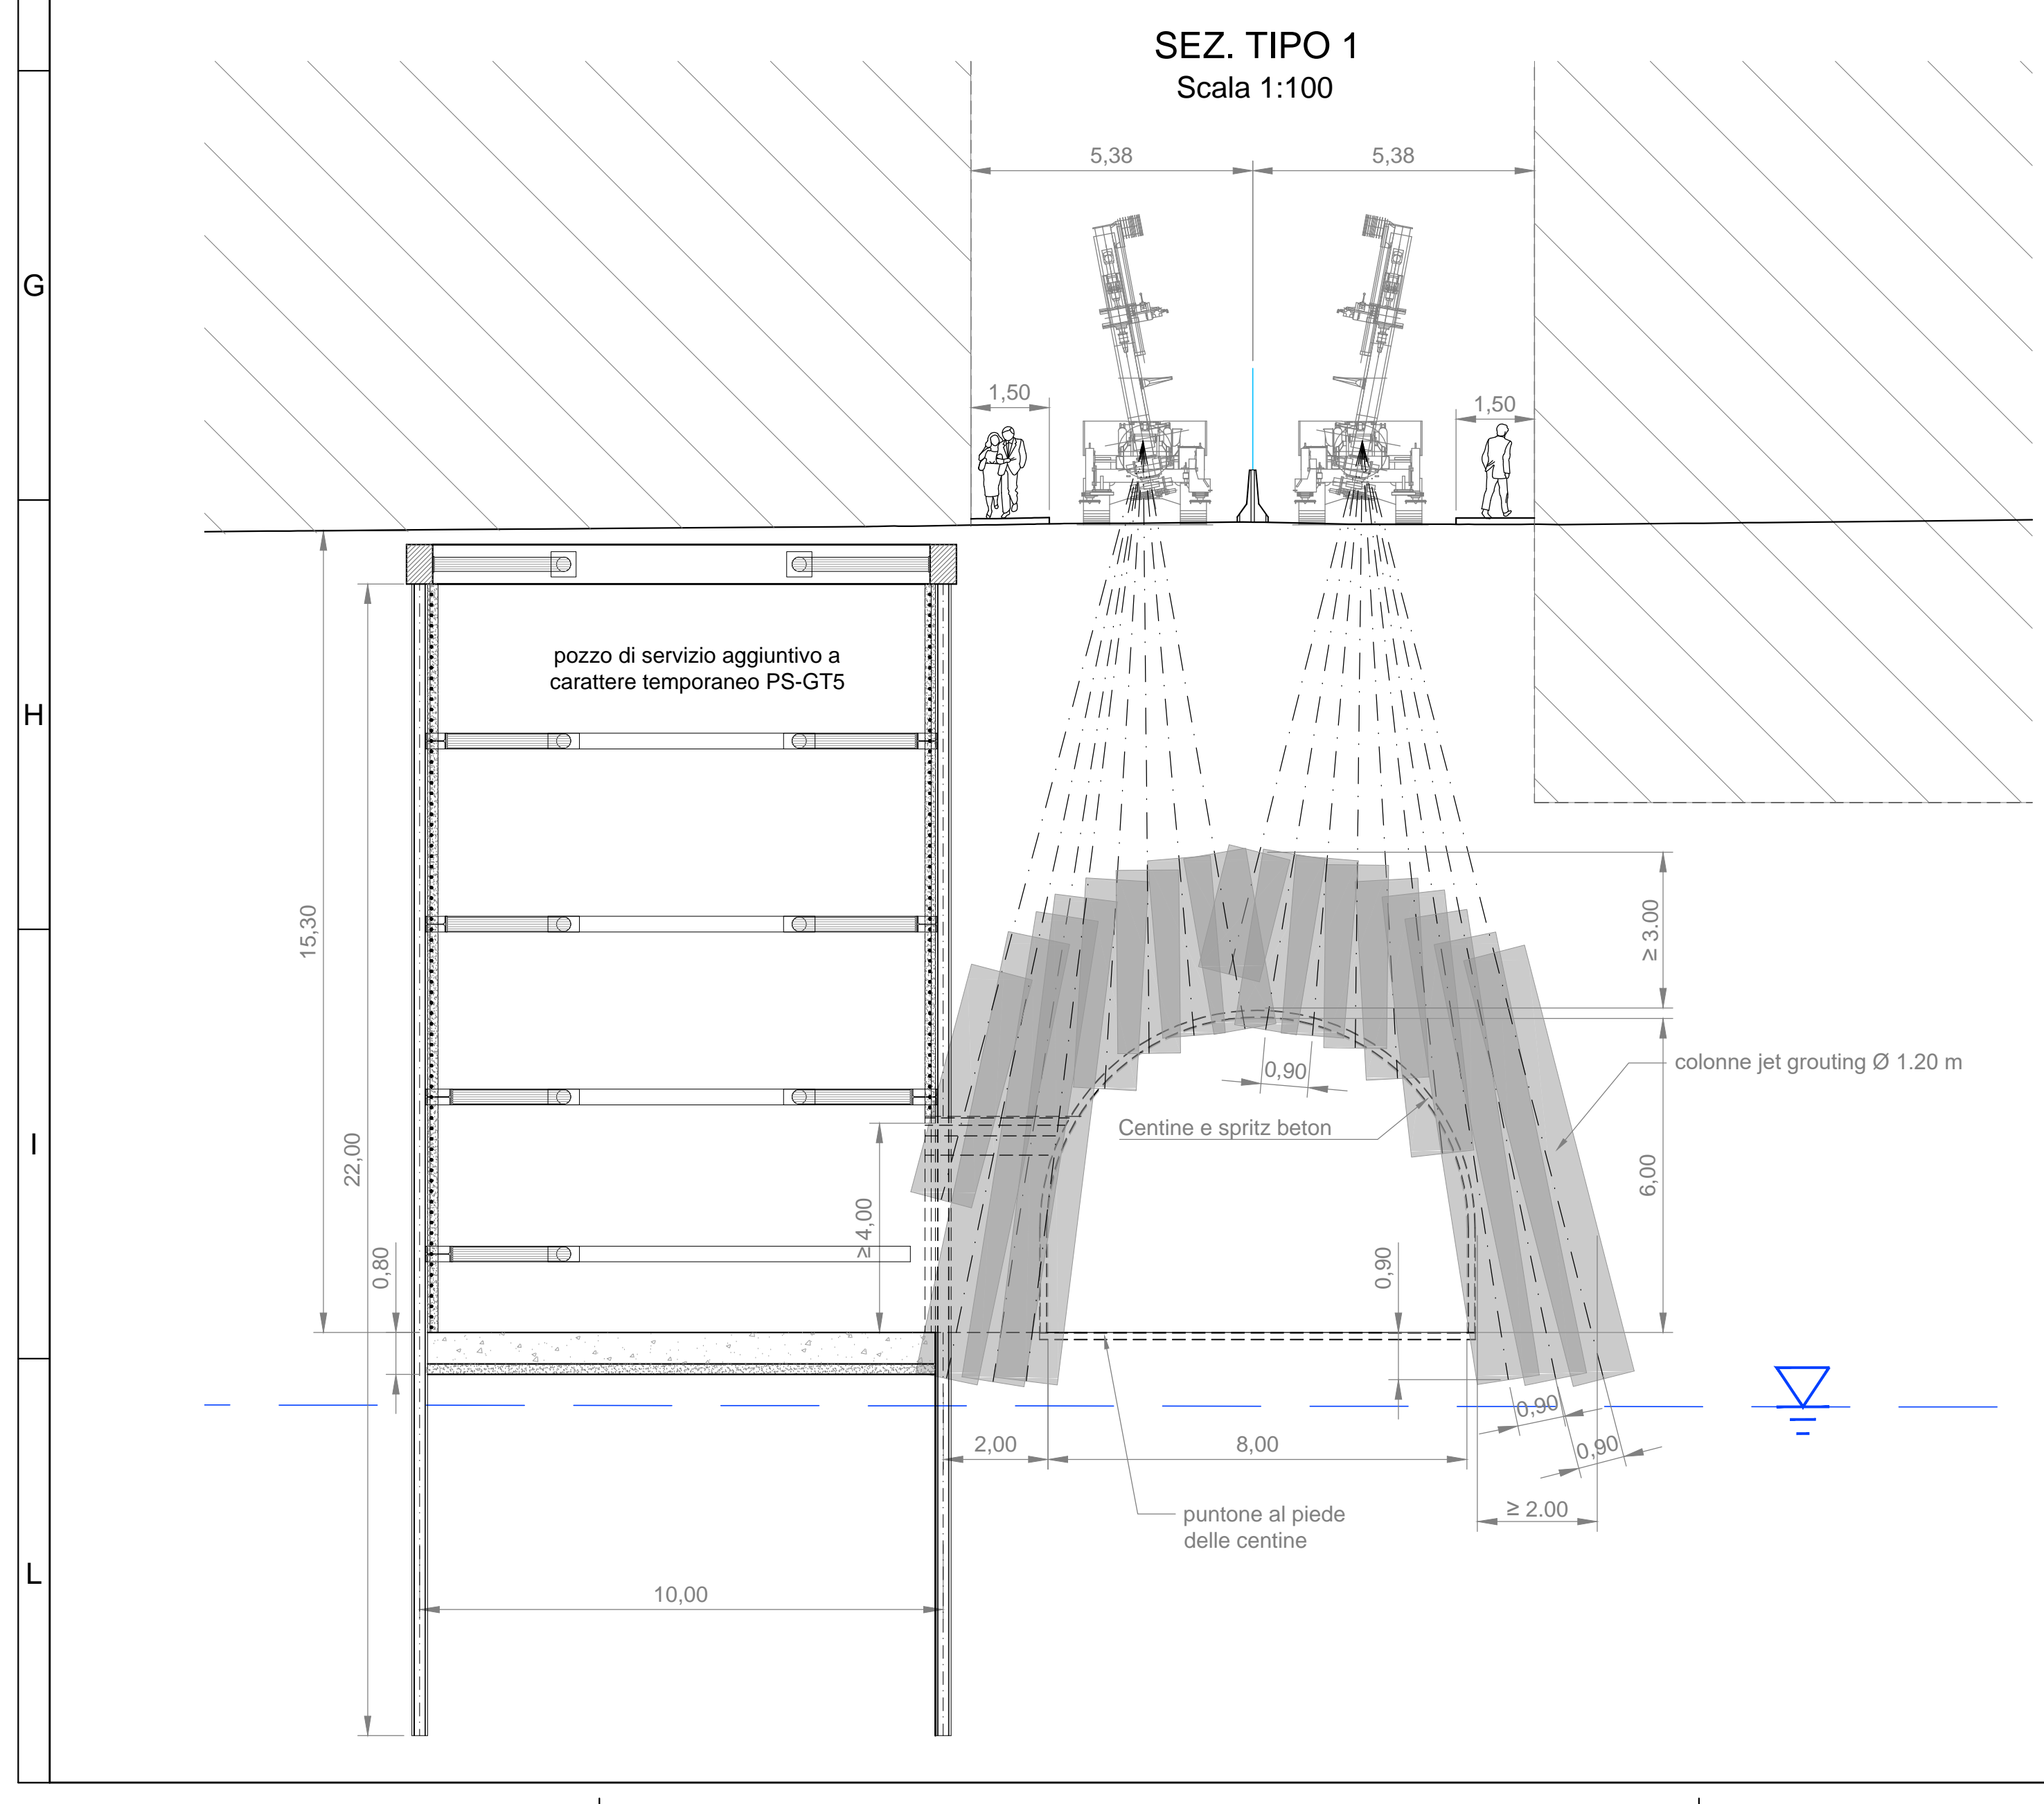 SEZ. TIPO 1
Scala 1:100
5,38
5,38
G
1,50
1,50
pozzo di servizio aggiuntivo a
carattere temporaneo PS-GT5
H
15,30
≥ 3.00
colonne jet grouting Ø 1.20 m
0,90
Centine e spritz beton
I
22,00
6,00
≥ 4,00
0,80
0,90
0,90
0,90
2,00
8,00
≥ 2.00
puntone al piede
delle centine
L
10,00